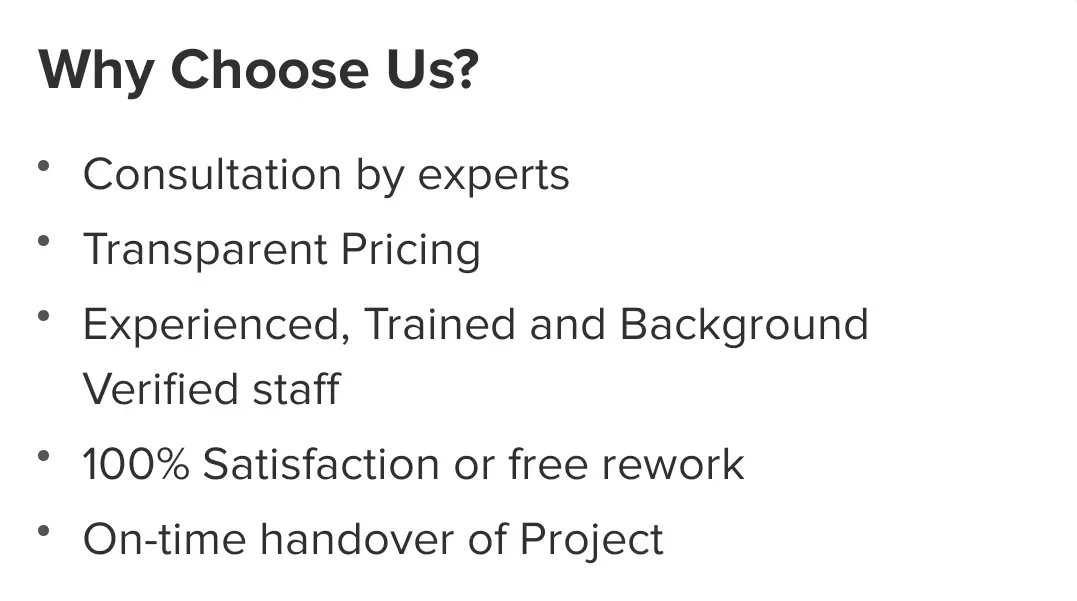 Why Choose Us?
• Consultation by experts
• Transparent Pricing
• Experienced, Trained and Background
Verified staff
• 100% Satisfaction or free rework
• On-time handover of Project